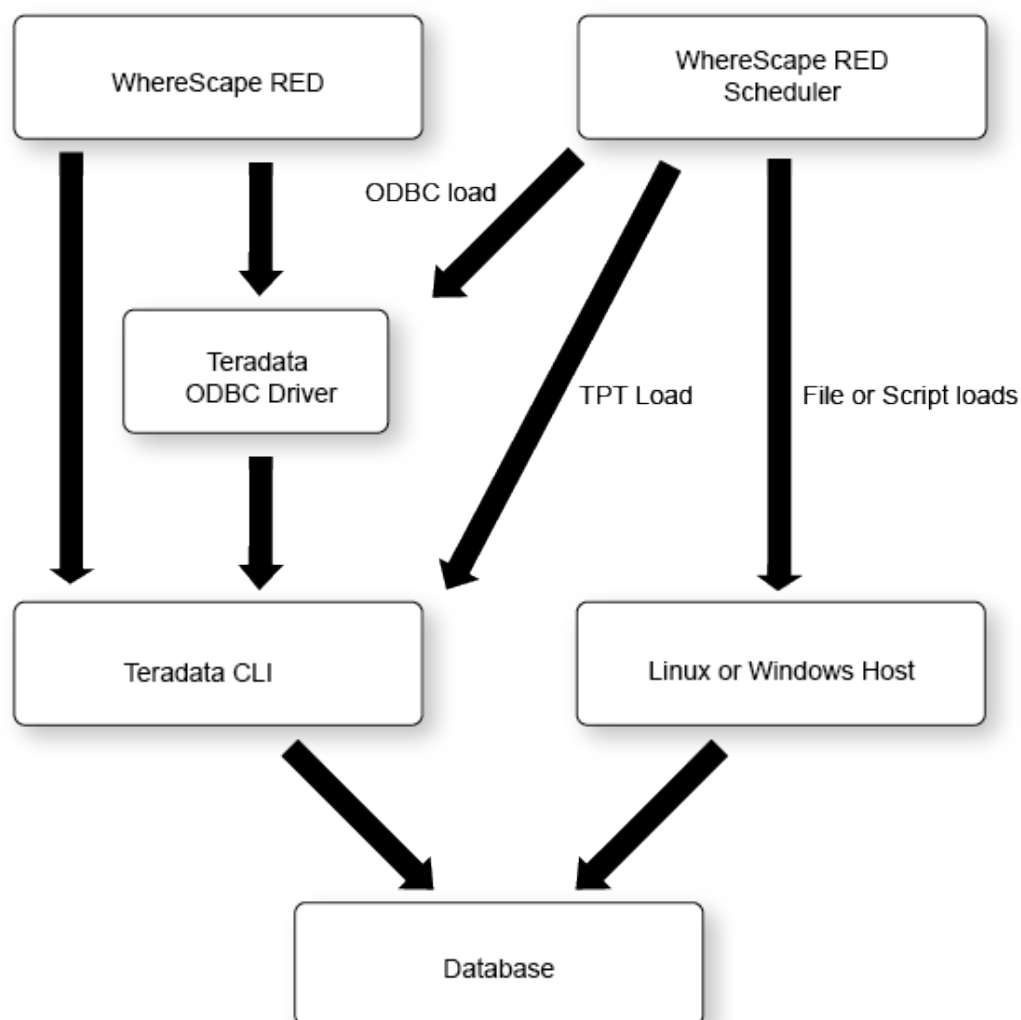 WhereScape RED
WhereScape RED
Scheduler
ODBC load
Teradata
ODBC Driver
TPT Load
File or Script loads
Teradata CLI
Linux or Windows Host
Database